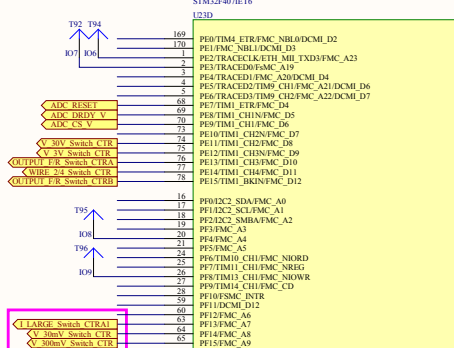 STM32F407IET6
U23D
T92 T94
IO7 IO6
169 PE0/TIM4_ETR/FMC_NBL0/DCMI_D2
170 PE1/FMC_NBL1/DCMI_D3
1 PE2/TRACECLK/ETH_MII_TXD3/FMC_A23
2 PE3/TRACED0/FsMC_A19
3 PE4/TRACED1/FMC_A20/DCMI_D4
4 PE5/TRACED2/TIM9_CH1/FMC_A21/DCMI_D6
5 PE6/TRACED3/TIM9_CH2/FMC_A22/DCMI_D7
ADC_RESET 68 PE7/TIM1_ETR/FMC_D4
ADC_DRDY_V 69 PE8/TIM1_CH1N/FMC_D5
ADC_CS_V 70 PE9/TIM1_CH1/FMC_D6
73 PE10/TIM1_CH2N/FMC_D7
V_30V_Switch_CTR 74 PE11/TIM1_CH2/FMC_D8
V_3V_Switch_CTR 75 PE12/TIM1_CH3N/FMC_D9
OUTPUT_F/R_Switch_CTRA 76 PE13/TIM1_CH3/FMC_D10
WIRE_2/4_Switch_CTR 77 PE14/TIM1_CH4/FMC_D11
OUTPUT_F/R_Switch_CTRB 78 PE15/TIM1_BKIN/FMC_D12
T95
IO8
T96
IO9
16 PF0/I2C2_SDA/FMC_A0
17 PF1/I2C2_SCL/FMC_A1
18 PF2/I2C2_SMBA/FMC_A2
19 PF3/FMC_A3
20 PF4/FMC_A4
21 PF5/FMC_A5
24 PF6/TIM10_CH1/FMC_NIORD
25 PF7/TIM11_CH1/FMC_NREG
26 PF8/TIM13_CH1/FMC_NIOWR
27 PF9/TIM14_CH1/FMC_CD
28 PF10/FSMC_INTR
59 PF11/DCMI_D12
60 PF12/FMC_A6
I_LARGE_Switch_CTRA1 63 PF13/FMC_A7
V_30mV_Switch_CTR 64 PF14/FMC_A8
V_300mV_Switch_CTR 65 PF15/FMC_A9